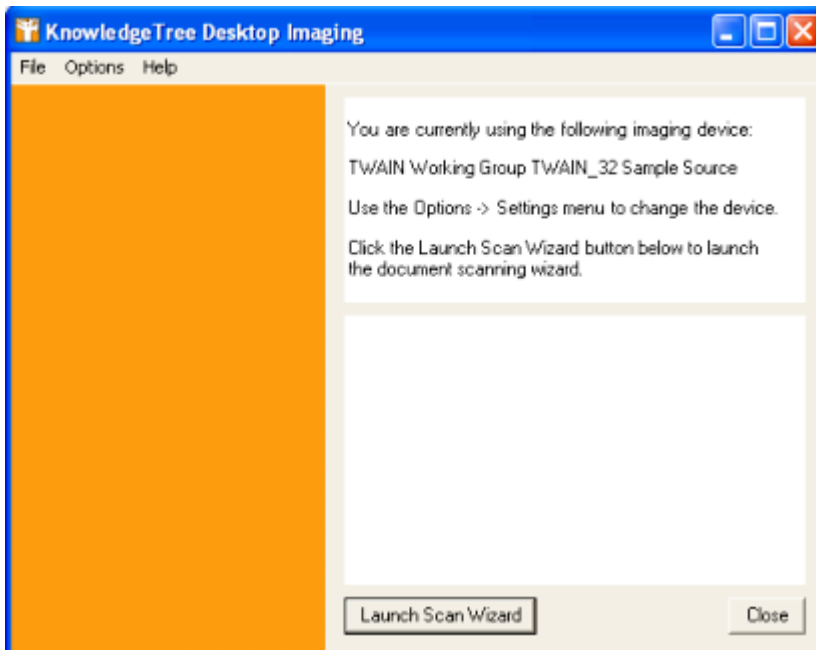 KnowledgeTree Desktop Imaging
File Options Help
You are currently using the following imaging device:
TWAIN Working Group TWAIN_32 Sample Source
Use the Options -> Settings menu to change the device.
Click the Launch Scan Wizard button below to launch
the document scanning wizard.
Launch Scan Wizard Close